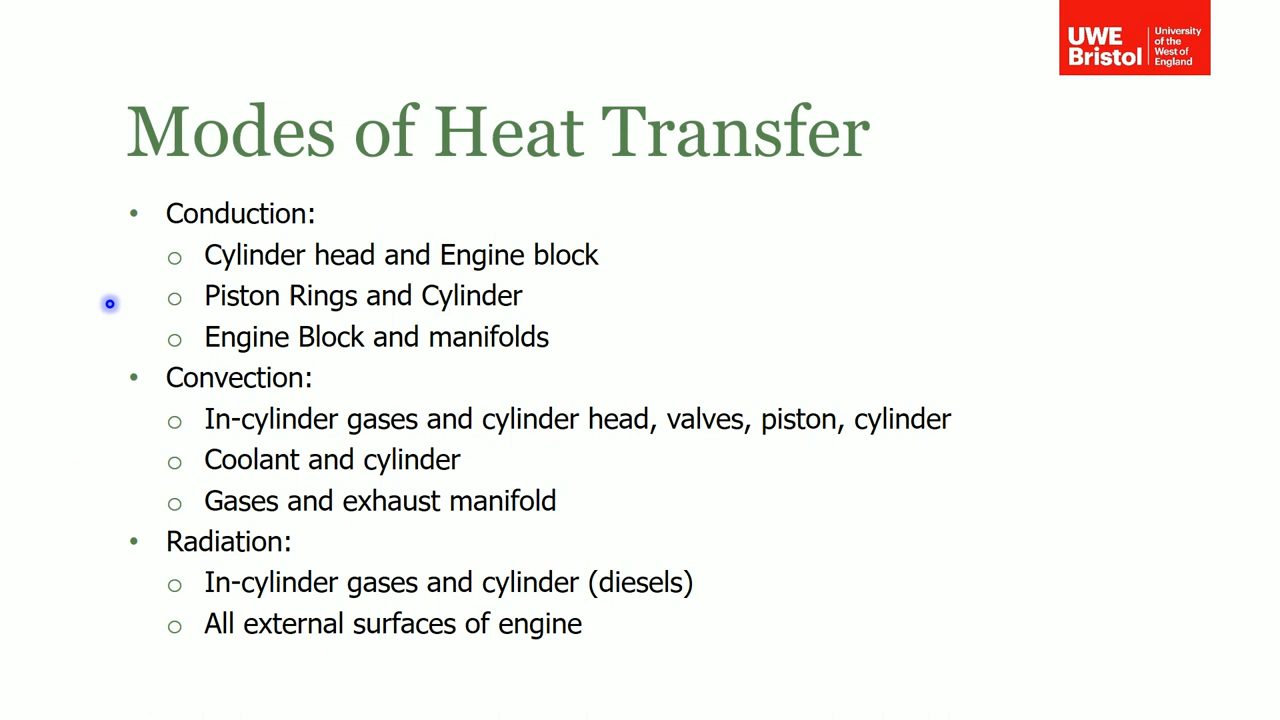 UWE
Bristol
University
of the
West of
England
Modes of Heat Transfer
• Conduction:
o Cylinder head and Engine block
o Piston Rings and Cylinder
o Engine Block and manifolds
• Convection:
o In-cylinder gases and cylinder head, valves, piston, cylinder
o Coolant and cylinder
o Gases and exhaust manifold
• Radiation:
o In-cylinder gases and cylinder (diesels)
o All external surfaces of engine